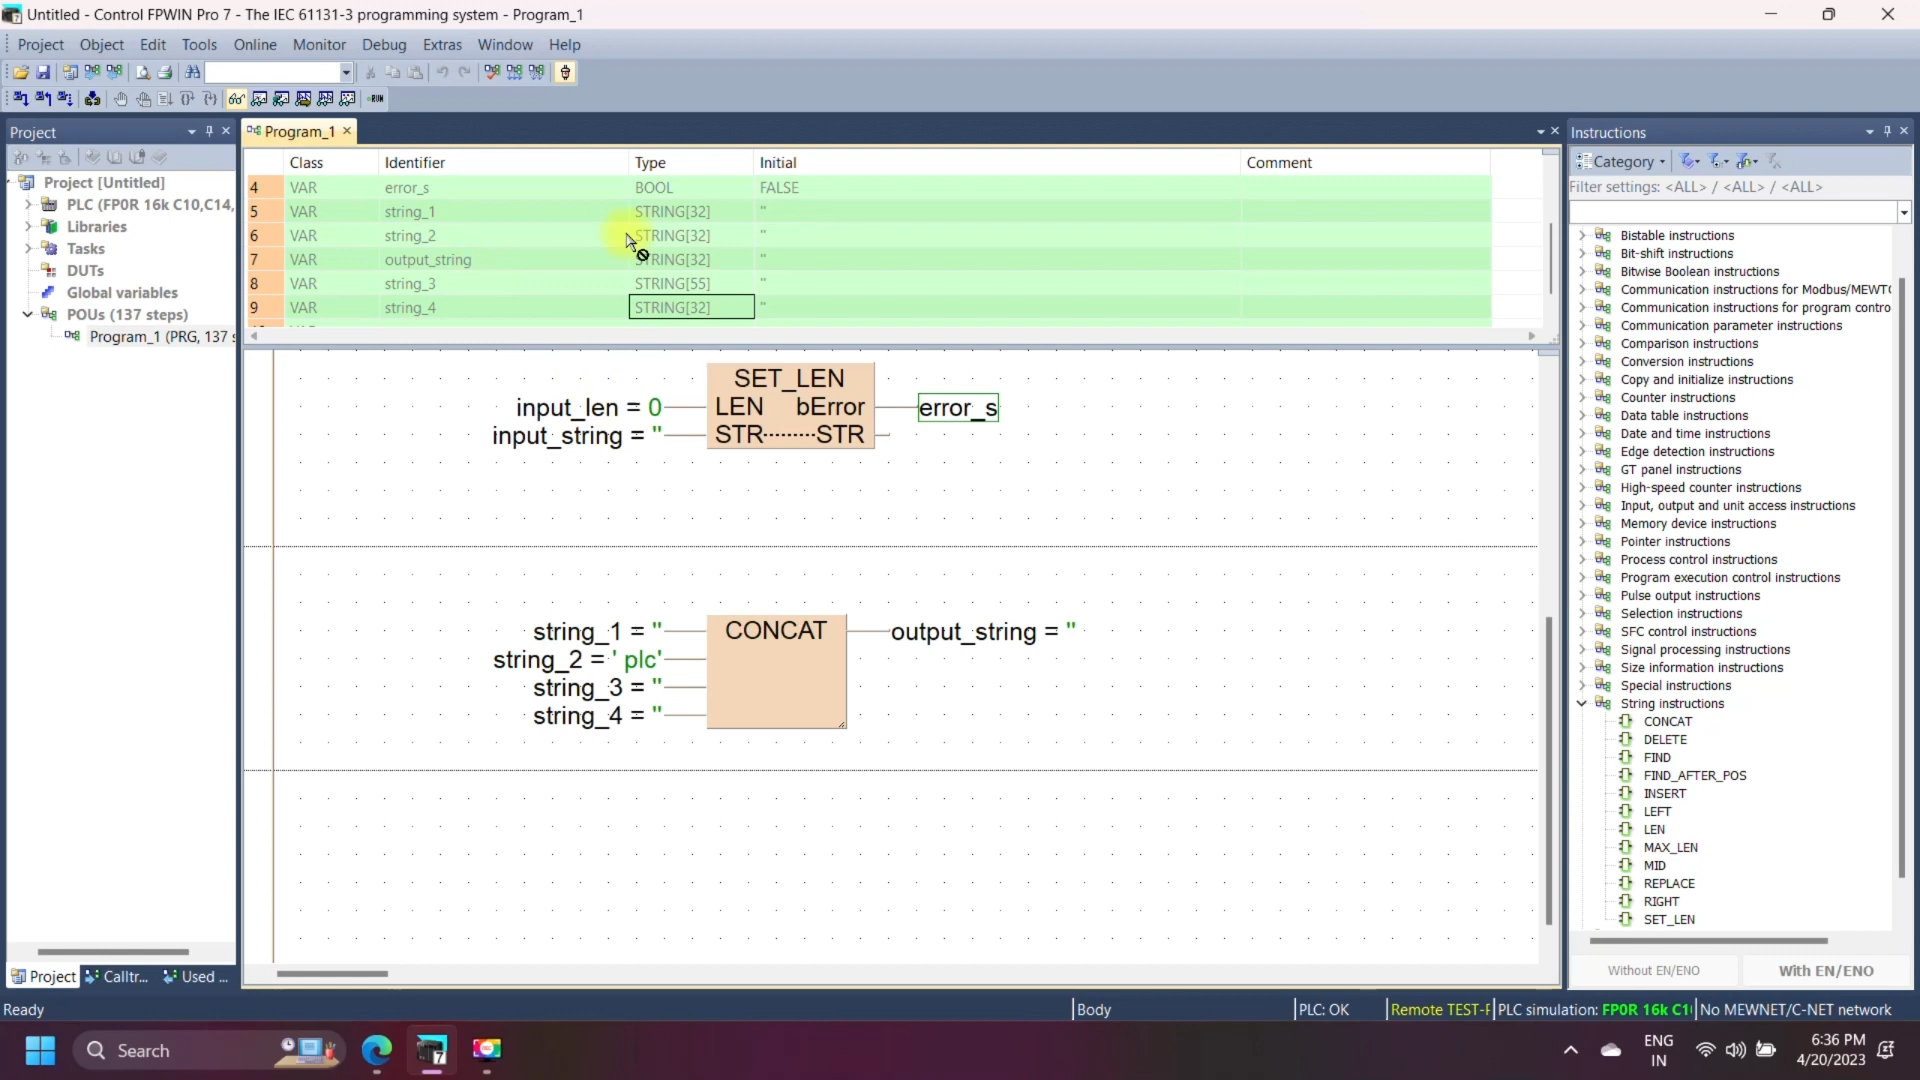 Untitled - Control FPWIN Pro 7 - The IEC 61131-3 programming system - Program_1
Project Object Edit Tools Online Monitor Debug Extras Window Help
Project
Project [Untitled]
PLC (FP0R 16k C10,C14,
Libraries
Tasks
DUTs
Global variables
POUs (137 steps)
Program_1 (PRG, 137 s
Project Calltr... Used ...
Program_1
Class Identifier Type Initial Comment
4 VAR error_s BOOL FALSE
5 VAR string_1 STRING[32] ''
6 VAR string_2 STRING[32] ''
7 VAR output_string STRING[32] ''
8 VAR string_3 STRING[55] ''
9 VAR string_4 STRING[32] ''
SET_LEN
input_len = 0 LEN bError error_s
input_string = '' STR STR
string_1 = '' CONCAT output_string = ''
string_2 = ' plc'
string_3 = ''
string_4 = ''
Instructions
Category
Filter settings: <ALL> / <ALL> / <ALL>
Bistable instructions
Bit-shift instructions
Bitwise Boolean instructions
Communication instructions for Modbus/MEWTO
Communication instructions for program contro
Communication parameter instructions
Comparison instructions
Conversion instructions
Copy and initialize instructions
Counter instructions
Data table instructions
Date and time instructions
Edge detection instructions
GT panel instructions
High-speed counter instructions
Input, output and unit access instructions
Memory device instructions
Pointer instructions
Process control instructions
Program execution control instructions
Pulse output instructions
Selection instructions
SFC control instructions
Signal processing instructions
Size information instructions
Special instructions
String instructions
CONCAT
DELETE
FIND
FIND_AFTER_POS
INSERT
LEFT
LEN
MAX_LEN
MID
REPLACE
RIGHT
SET_LEN
Without EN/ENO With EN/ENO
Ready Body PLC: OK Remote TEST-F PLC simulation: FP0R 16k C1 No MEWNET/C-NET network
Search
ENG
IN
6:36 PM
4/20/2023